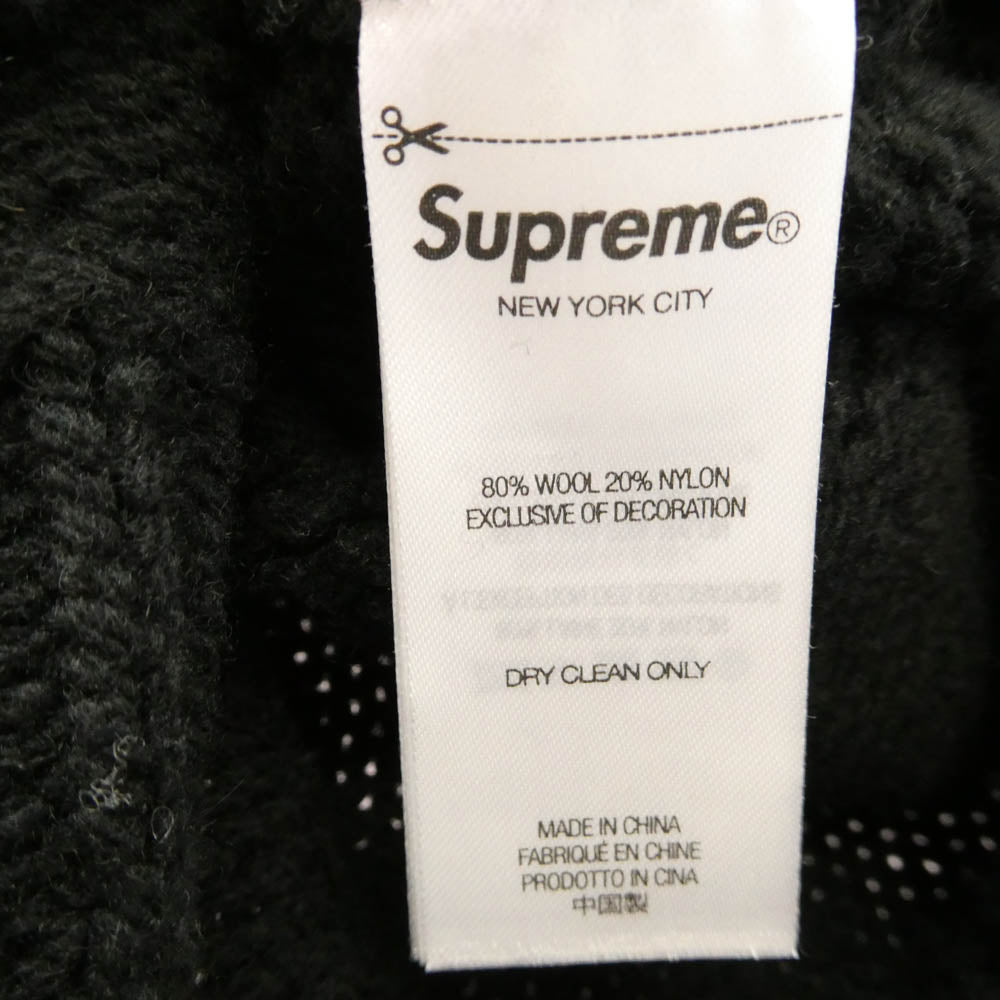 Supreme®
NEW YORK CITY
80% WOOL 20% NYLON
EXCLUSIVE OF DECORATION
DRY CLEAN ONLY
MADE IN CHINA
FABRIQUÉ EN CHINE
PRODOTTO IN CINA
中国製